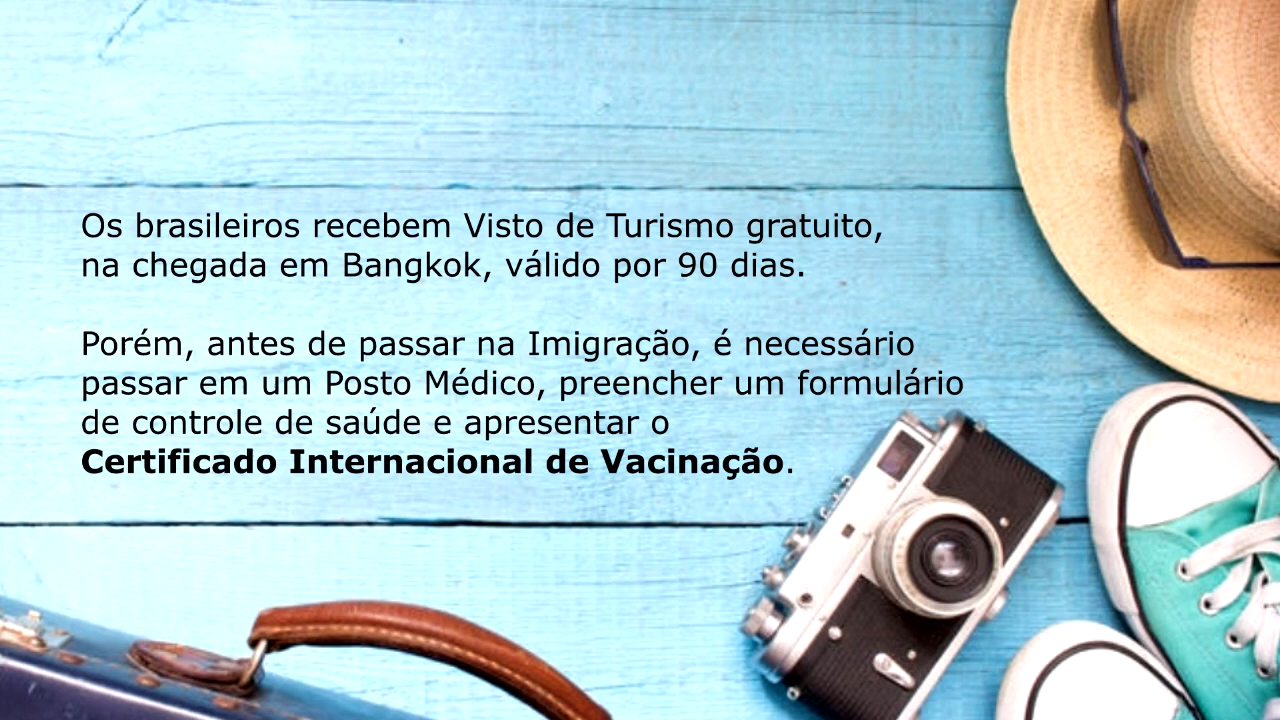 Os brasileiros recebem Visto de Turismo gratuito,
na chegada em Bangkok, válido por 90 dias.
Porém, antes de passar na Imigração, é necessário
passar em um Posto Médico, preencher um formulário
de controle de saúde e apresentar o
Certificado Internacional de Vacinação.